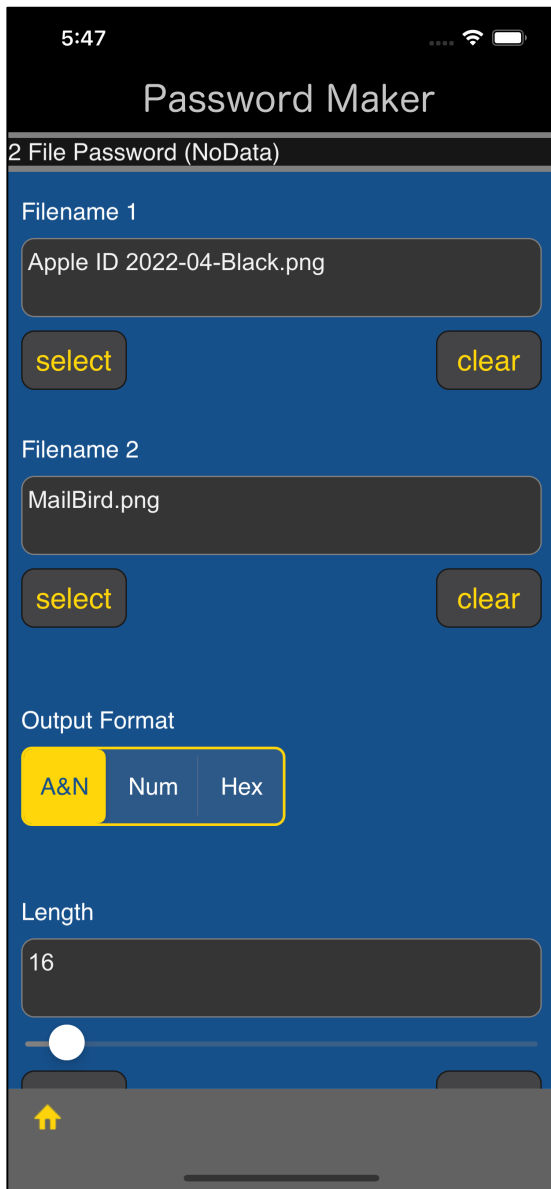 5:47
Password Maker
2 File Password (NoData)
Filename 1
Apple ID 2022-04-Black.png
select clear
Filename 2
MailBird.png
select clear
Output Format
A&N Num Hex
Length
16